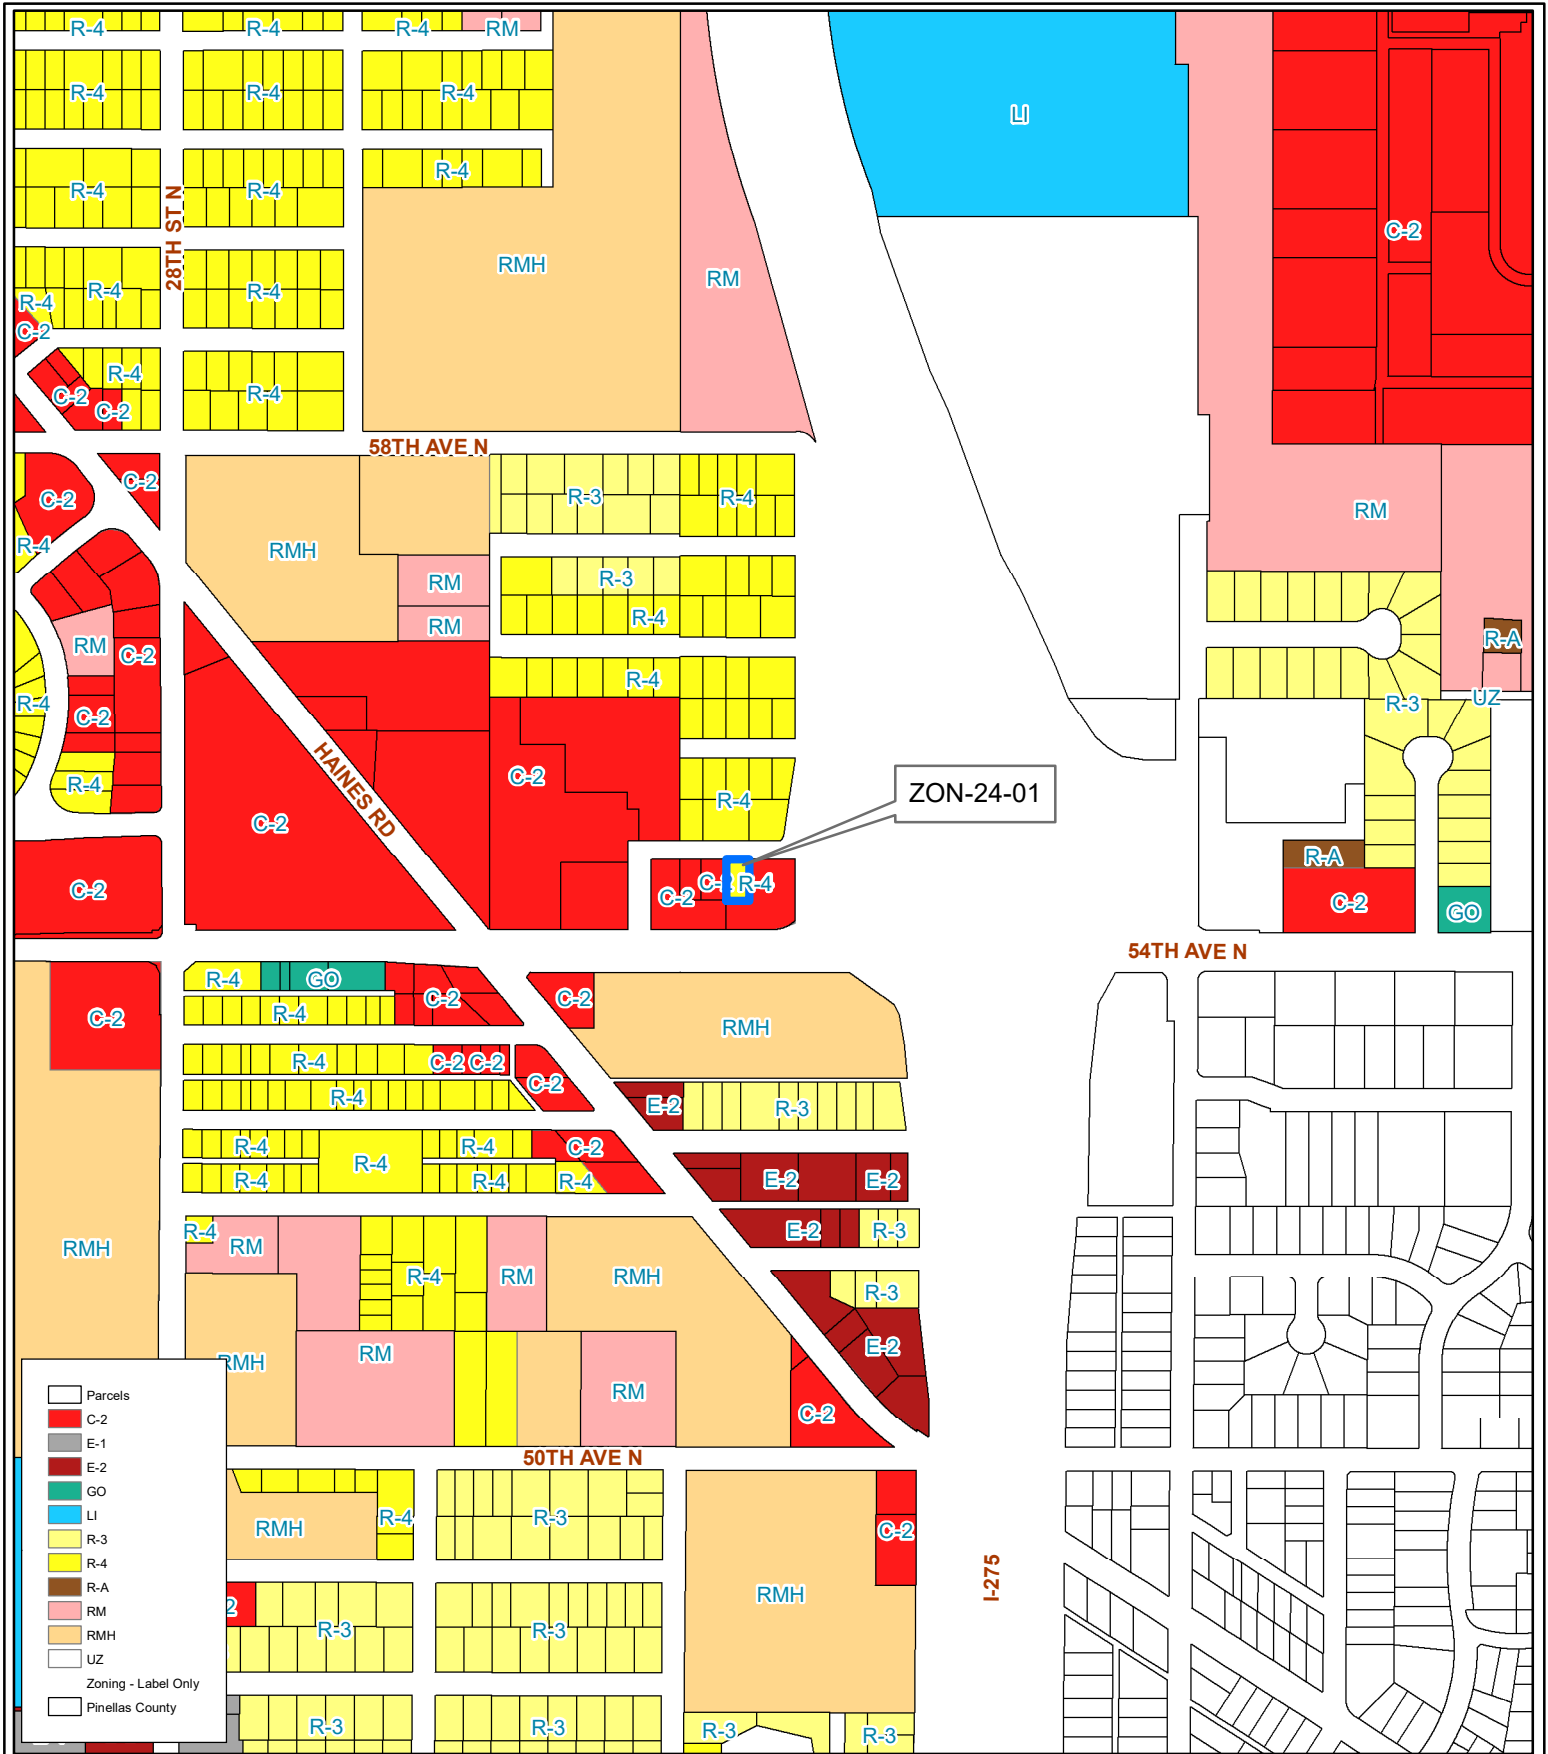 R-4
R-4
R-4
RM
R-4
R-4
R-4
LI
R-4
R-4
R-4
28TH ST N
C-2
R-4
R-4
RMH
RM
R-4
C-2
R-4
C-2
C-2
R-4
58TH AVE N
C-2
C-2
R-3
R-4
RM
R-4
RMH
RM
R-3
R-4
RM
R-A
RM
C-2
R-4
R-4
C-2
R-3
UZ
HAINES RD
C-2
R-4
R-4
ZON-24-01
C-2
R-A
C-2
C-2
C-2
R-4
C-2
GO
54TH AVE N
R-4
GO
C-2
C-2
R-4
C-2
RMH
R-4
C-2
C-2
C-2
R-4
E-2
R-3
R-4
R-4
C-2
R-4
R-4
R-4
R-4
E-2
E-2
R-4
RM
E-2
R-3
RMH
R-4
RM
RMH
R-3
RMH
RM
E-2
RM
C-2
50TH AVE N
Parcels
C-2
E-1
E-2
GO
LI
R-3
R-4
R-A
RM
RMH
UZ
Zoning - Label Only
Pinellas County
RMH
R-4
R-3
C-2
I-275
RMH
2
R-3
R-3
R-3
R-3
R-3
R-3